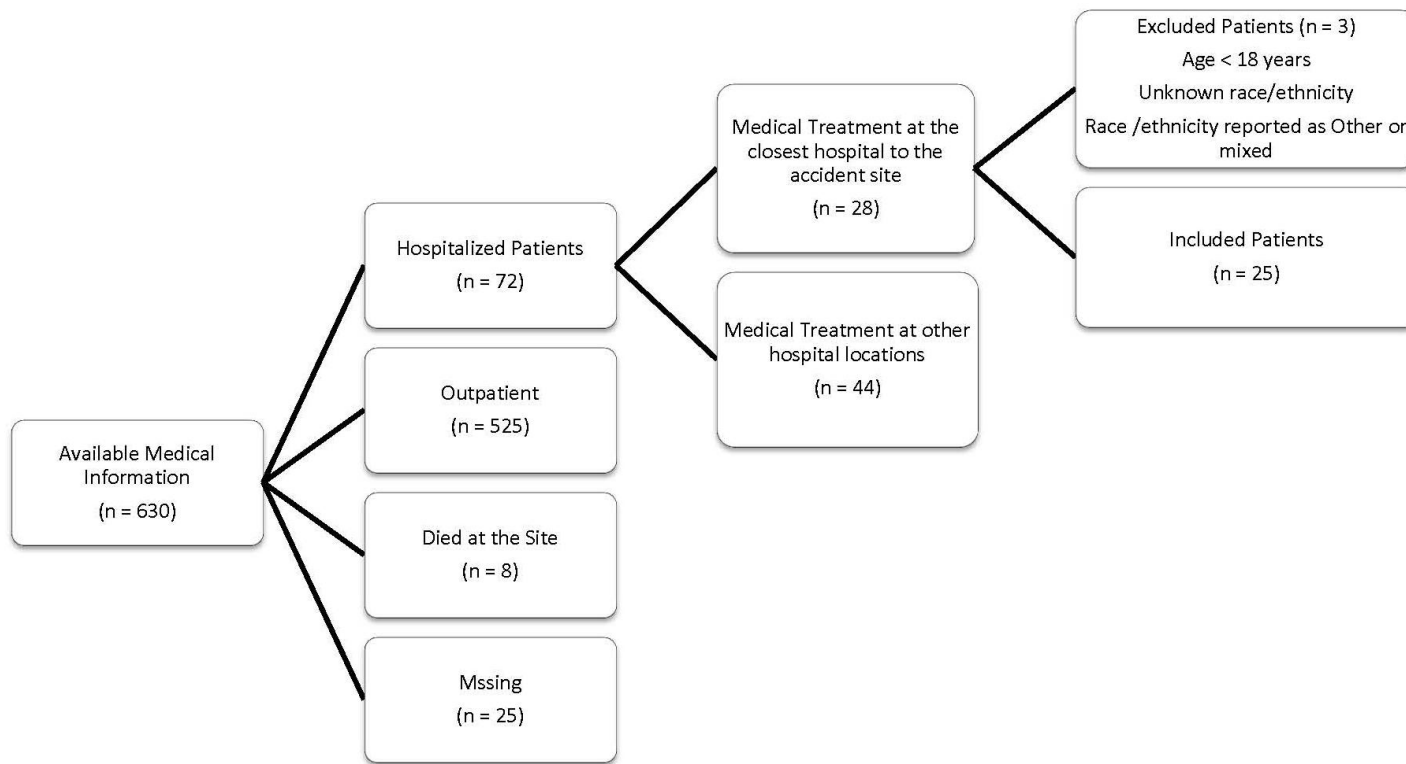 Available Medical
Information
(n = 630)
Hospitalized Patients
(n = 72)
Outpatient
(n = 525)
Died at the Site
(n = 8)
Mssing
(n = 25)
Medical Treatment at the
closest hospital to the
accident site
(n = 28)
Medical Treatment at other
hospital locations
(n = 44)
Excluded Patients (n = 3)
Age < 18 years
Unknown race/ethnicity
Race /ethnicity reported as Other or
mixed
Included Patients
(n = 25)